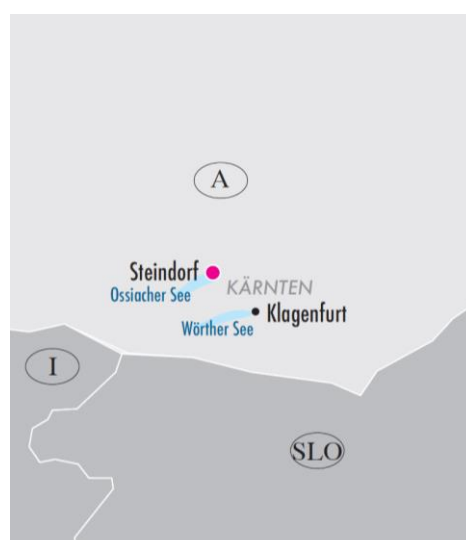 A
Steindorf
Ossiacher See
KÄRNTEN
Klagenfurt
Wörther See
I
SLO